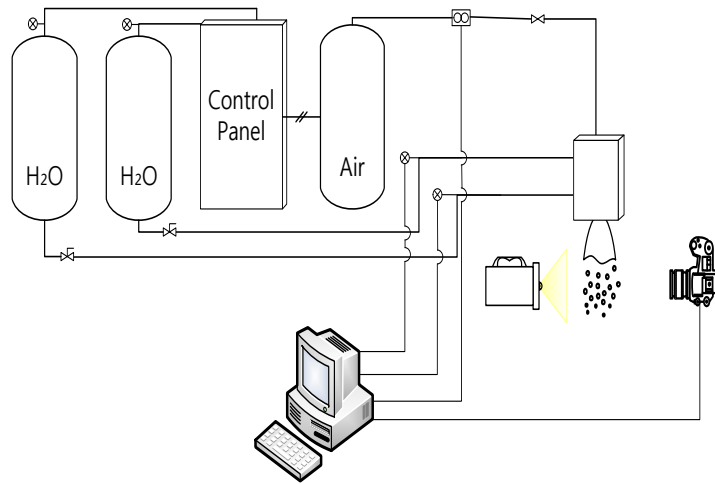 Control
Panel
H₂O
H₂O
Air